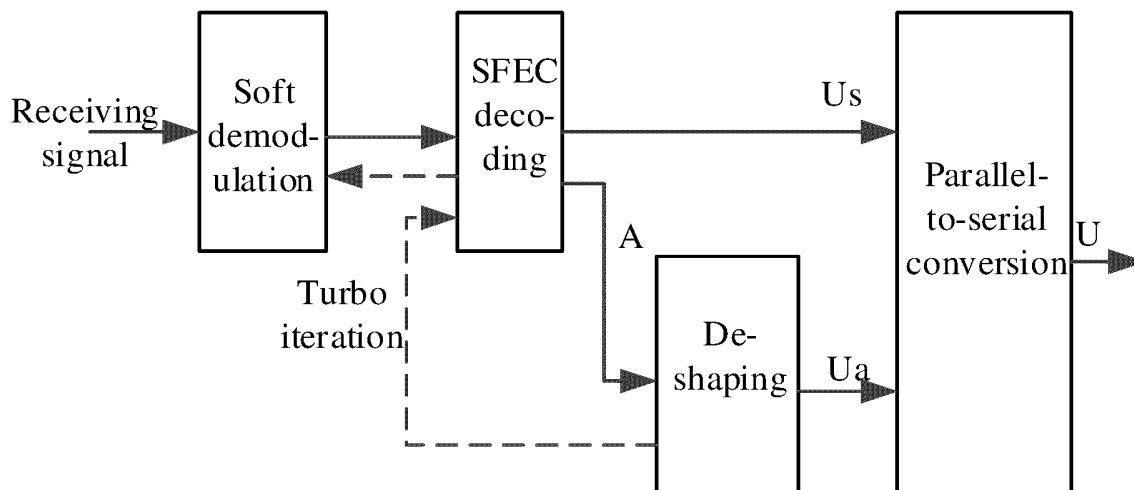 Receiving
signal
Soft
demod-
ulation
SFEC
deco-
ding
Us
A
Turbo
iteration
De-
shaping
Ua
Parallel-
to-serial
conversion
U